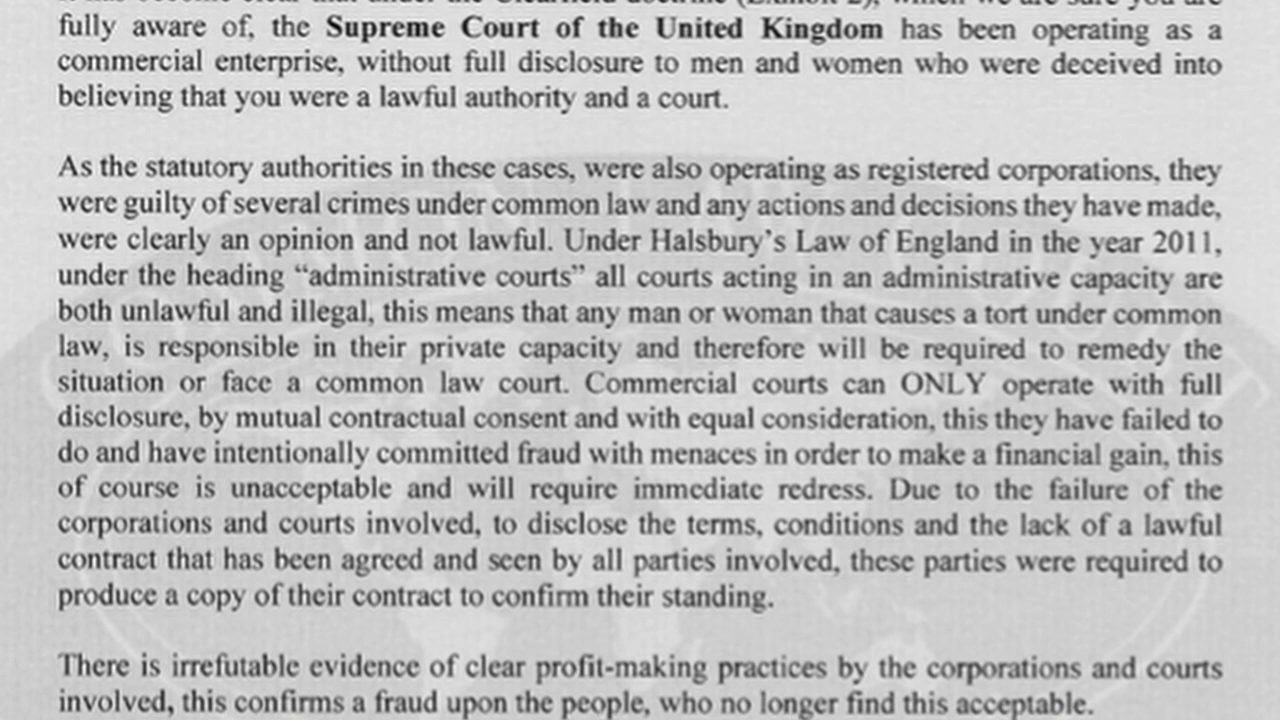 fully aware of, the Supreme Court of the United Kingdom has been operating as a
commercial enterprise, without full disclosure to men and women who were deceived into
believing that you were a lawful authority and a court.
As the statutory authorities in these cases, were also operating as registered corporations, they
were guilty of several crimes under common law and any actions and decisions they have made,
were clearly an opinion and not lawful. Under Halsbury's Law of England in the year 2011,
under the heading “administrative courts” all courts acting in an administrative capacity are
both unlawful and illegal, this means that any man or woman that causes a tort under common
law, is responsible in their private capacity and therefore will be required to remedy the
situation or face a common law court. Commercial courts can ONLY operate with full
disclosure, by mutual contractual consent and with equal consideration, this they have failed to
do and have intentionally committed fraud with menaces in order to make a financial gain, this
of course is unacceptable and will require immediate redress. Due to the failure of the
corporations and courts involved, to disclose the terms, conditions and the lack of a lawful
contract that has been agreed and seen by all parties involved, these parties were required to
produce a copy of their contract to confirm their standing.
There is irrefutable evidence of clear profit-making practices by the corporations and courts
involved, this confirms a fraud upon the people, who no longer find this acceptable.